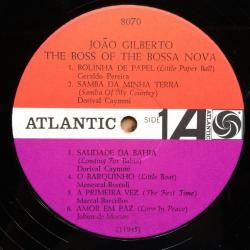 8070
JOÃO GILBERTO
THE BOSS OF THE BOSSA NOVA
1. BOLINHA DE PAPEL (Little Paper Ball)
Geraldo Pereira
2. SAMBA DA MINHA TERRA
(Samba Of My Country)
Dorival Caymmi
ATLANTIC SIDE 1 A
3. SAUDADE DA BAHIA
(Longing For Bahia)
Dorival Caymmi
4. O BARQUINHO (Little Boat)
Menescal-Boscoli
5. A PRIMEIRA VEZ (The First Time)
Marcal-Barcellos
6. AMOR EM PAZ (Love In Peace)
Jobim-de Moraes
(11945)